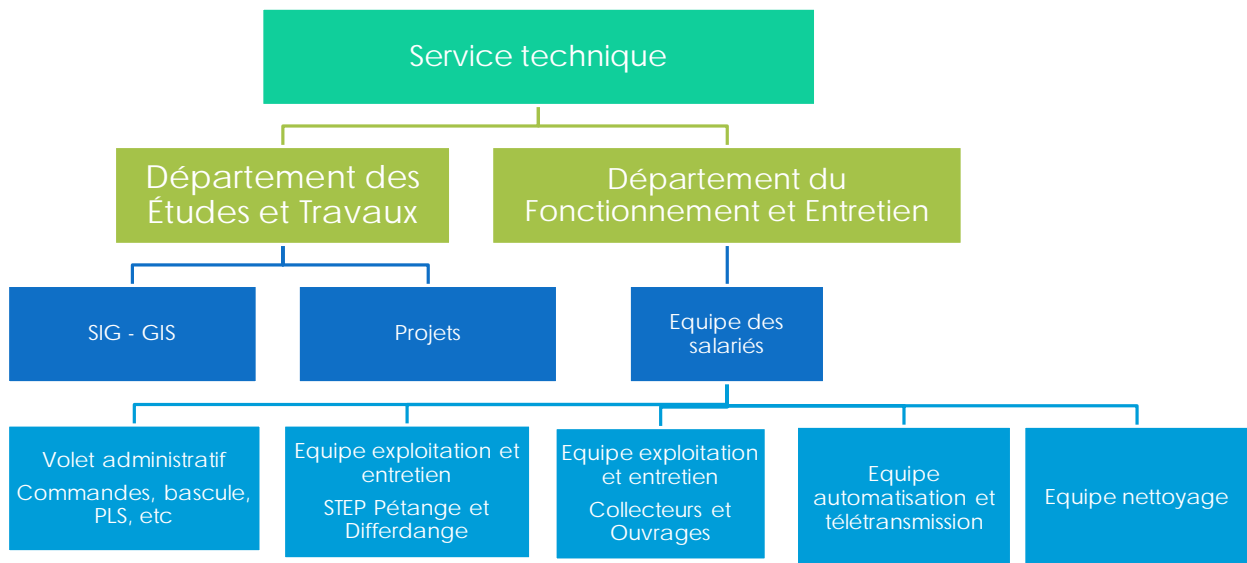 Service technique
Département des
Études et Travaux
Département du
Fonctionnement et Entretien
SIG - GIS
Projets
Equipe des
salariés
Volet administratif
Commandes, bascule,
PLS, etc
Equipe exploitation et
entretien
STEP Pétange et
Differdange
Equipe exploitation et
entretien
Collecteurs et
Ouvrages
Equipe
automatisation et
télétransmission
Equipe nettoyage